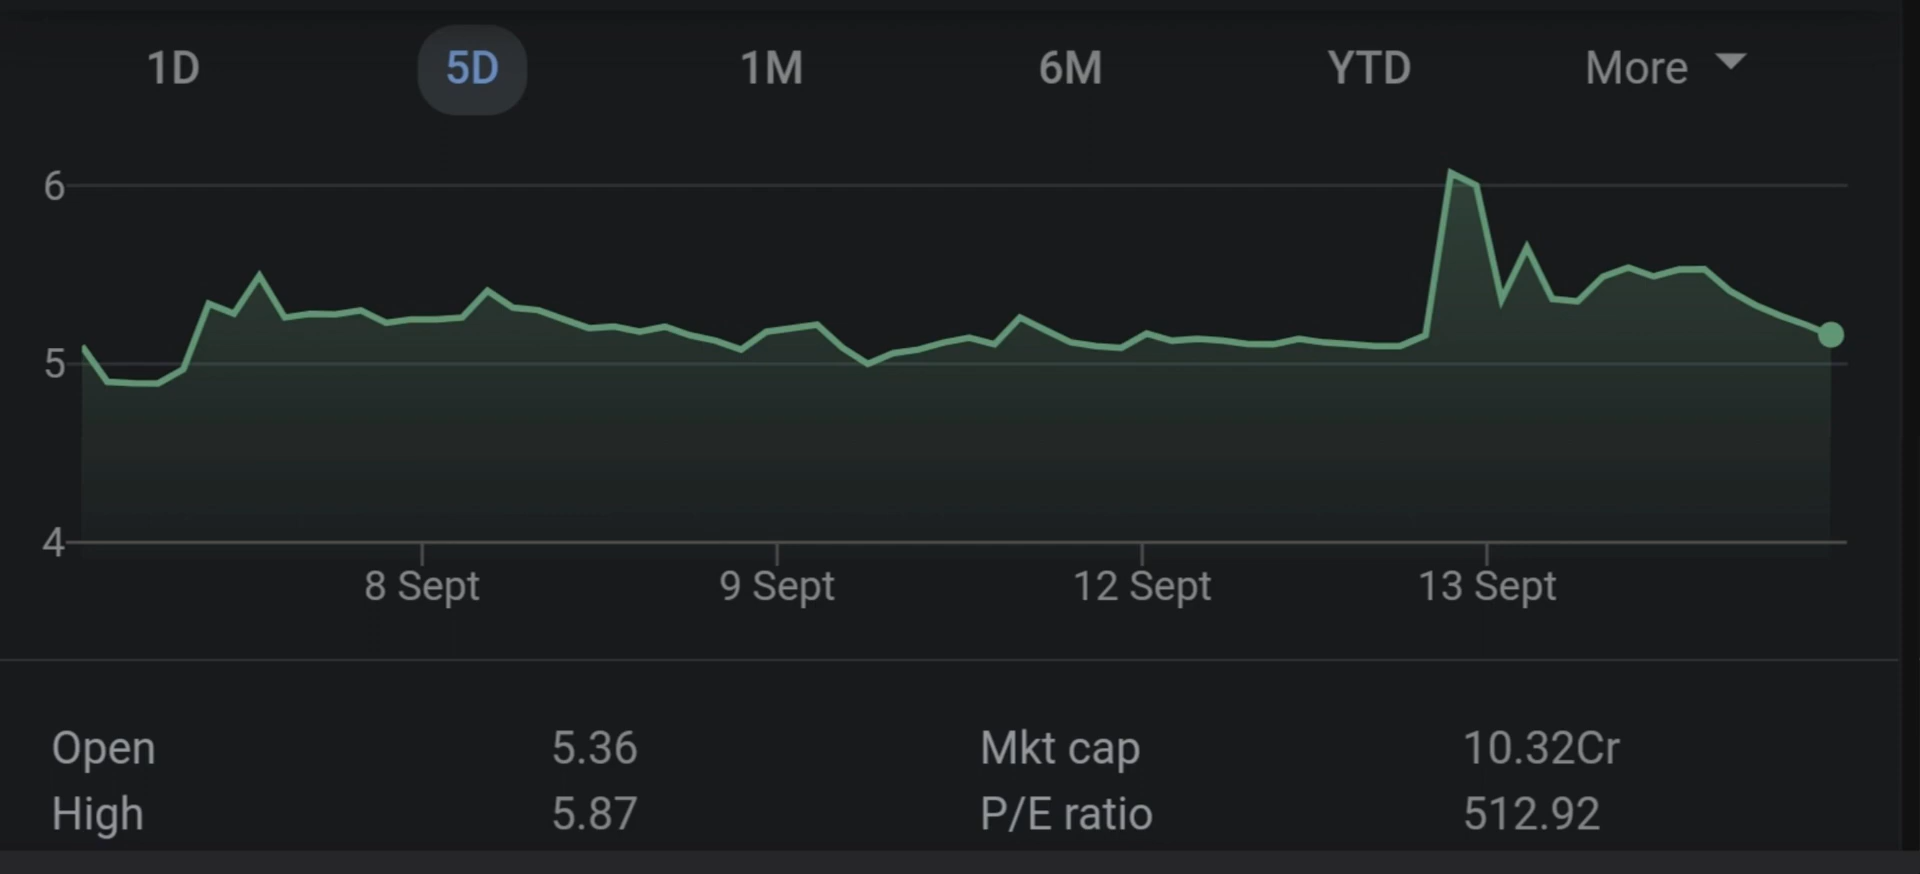 1D 5D 1M 6M YTD More
6
5
4
8 Sept 9 Sept 12 Sept 13 Sept
Open 5.36 Mkt cap 10.32Cr
High 5.87 P/E ratio 512.92